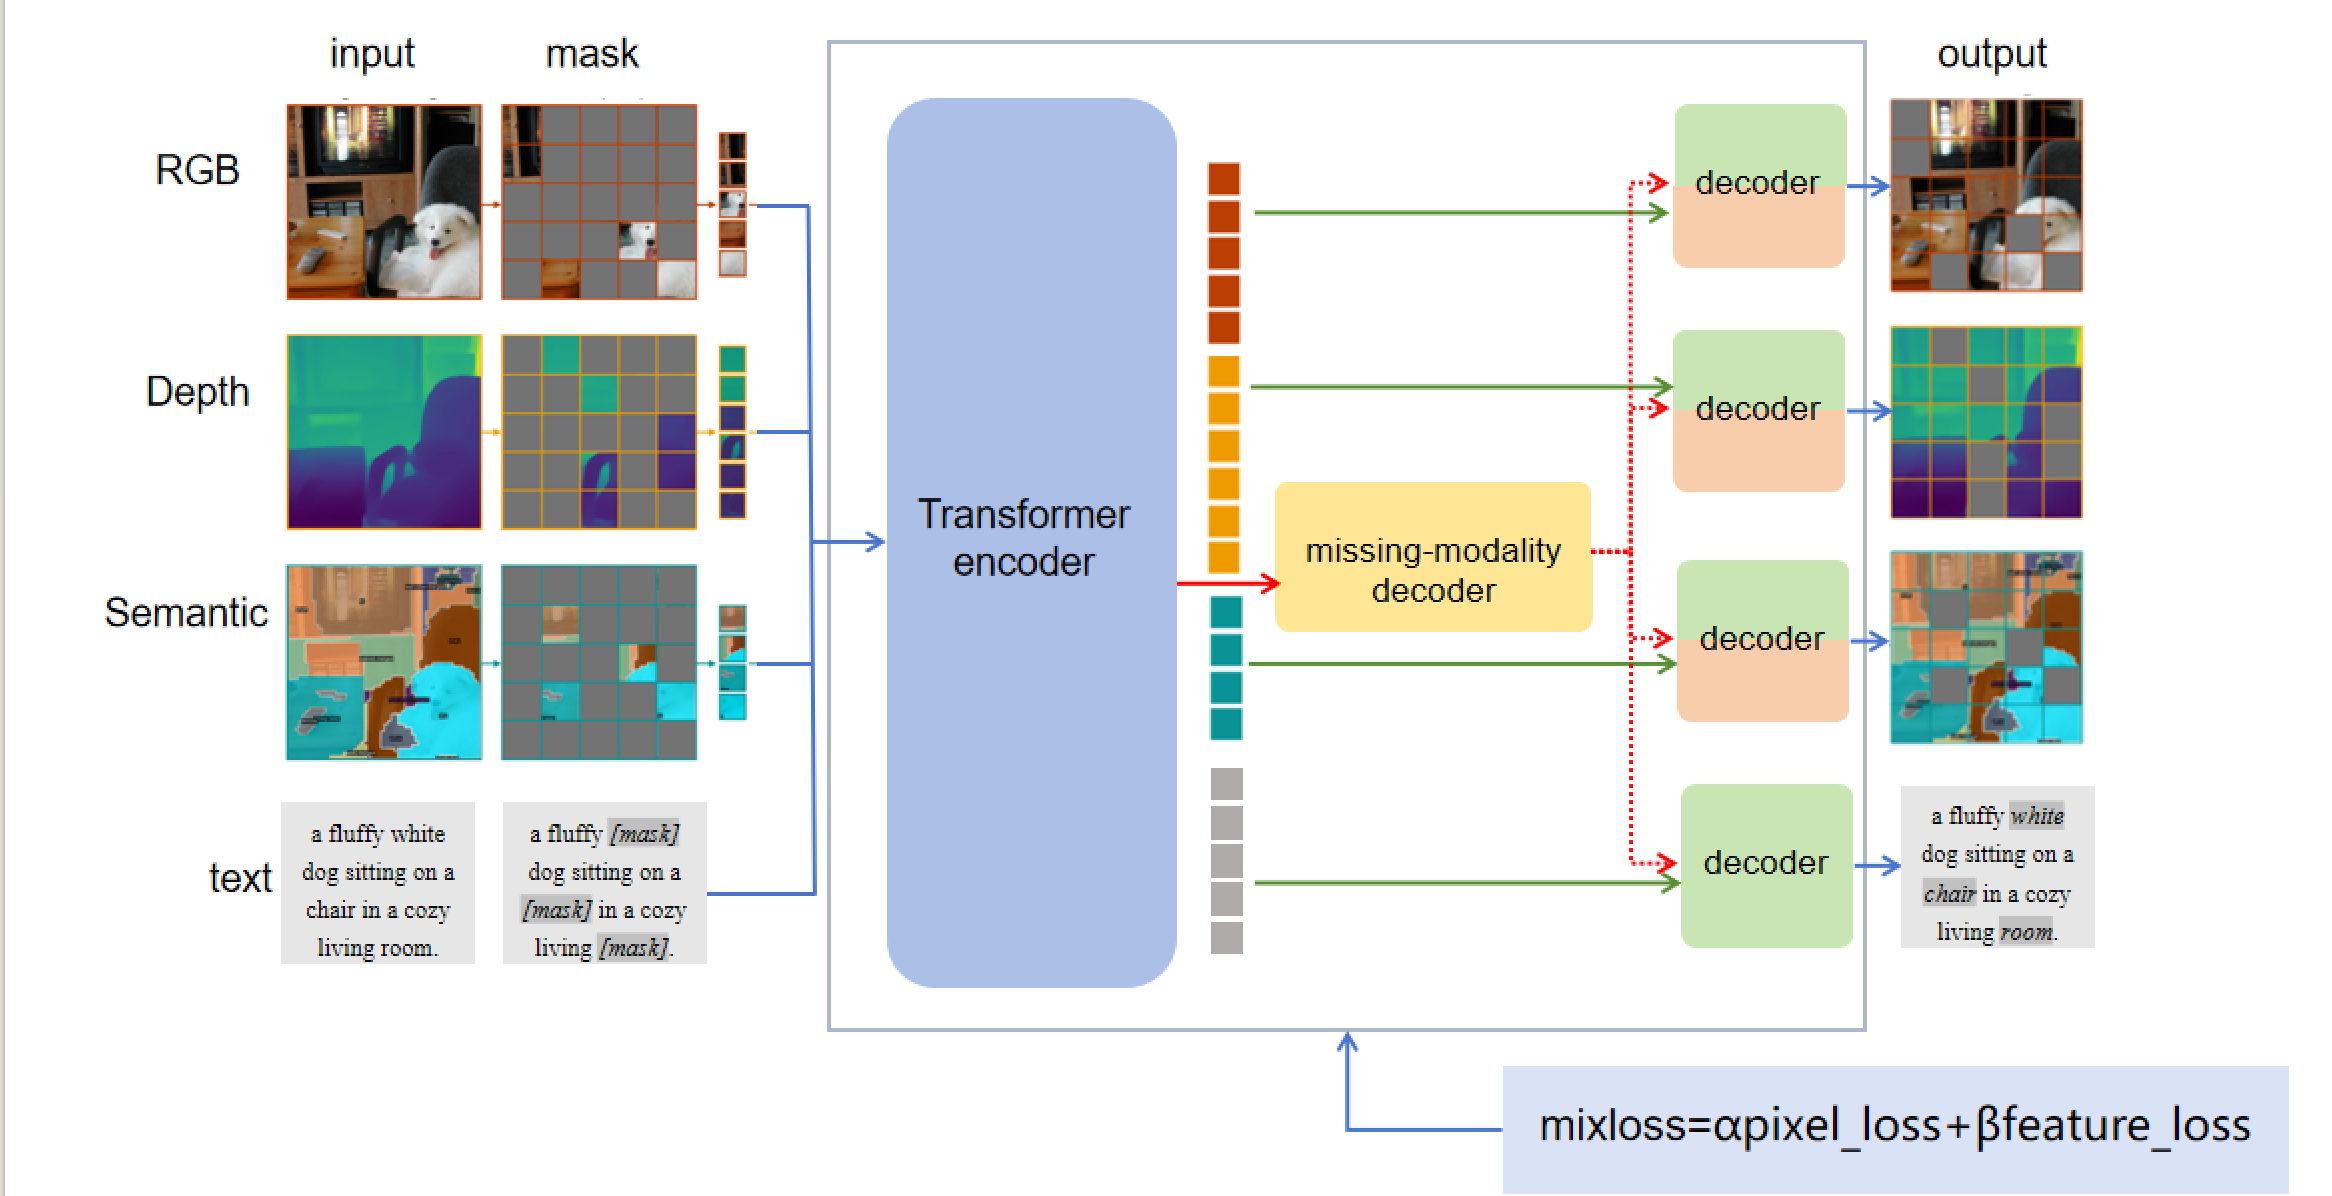 input
mask
output
RGB
Depth
Semantic
text
a fluffy white
dog sitting on a
chair in a cozy
living room.
a fluffy [mask]
dog sitting on a
[mask] in a cozy
living [mask].
Transformer
encoder
missing-modality
decoder
decoder
decoder
decoder
decoder
a fluffy white
dog sitting on a
chair in a cozy
living room.
mixloss=αpixel_loss+βfeature_loss